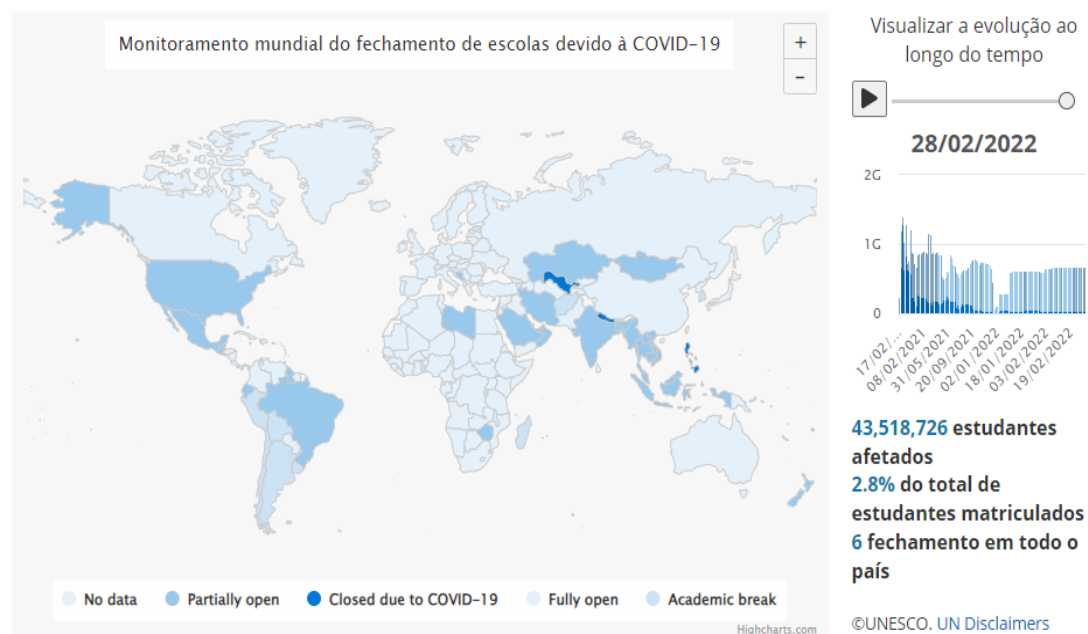 Monitoramento mundial do fechamento de escolas devido à COVID-19
+
-
No data
Partially open
Closed due to COVID-19
Fully open
Academic break
Highcharts.com
Visualizar a evolução ao
longo do tempo
28/02/2022
2G
1G
0
17/02/...
08/02/2021
31/05/2021
20/09/2021
02/01/2022
18/01/2022
03/02/2022
19/02/2022
43,518,726 estudantes
afetados
2.8% do total de
estudantes matriculados
6 fechamento em todo o
país
©UNESCO. UN Disclaimers